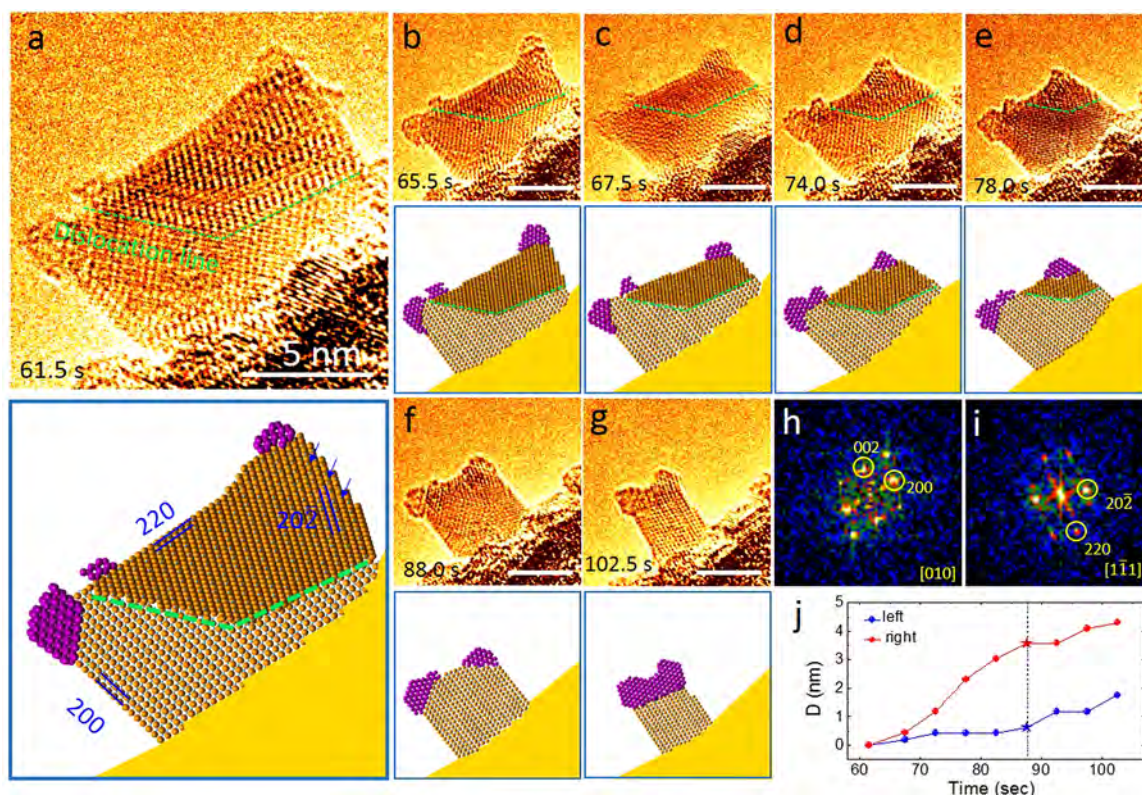 a
Dislocation line
61.5 s
5 nm
b
65.5 s
c
67.5 s
d
74.0 s
e
78.0 s
220
202̄
200
f
88.0 s
g
102.5 s
h
002
200
[010]
i
202̄
220
[11̄1]
j
left
right
D (nm)
5
4
3
2
1
0
60 70 80 90 100
Time (sec)